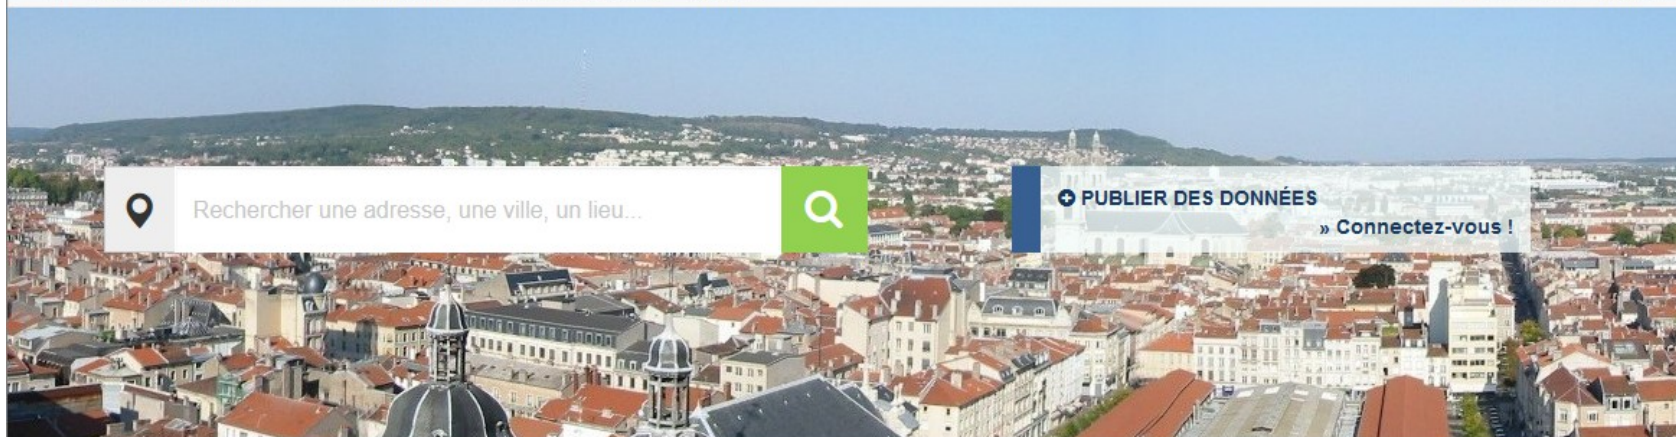 Rechercher une adresse, une ville, un lieu...
PUBLIER DES DONNÉES
» Connectez-vous !